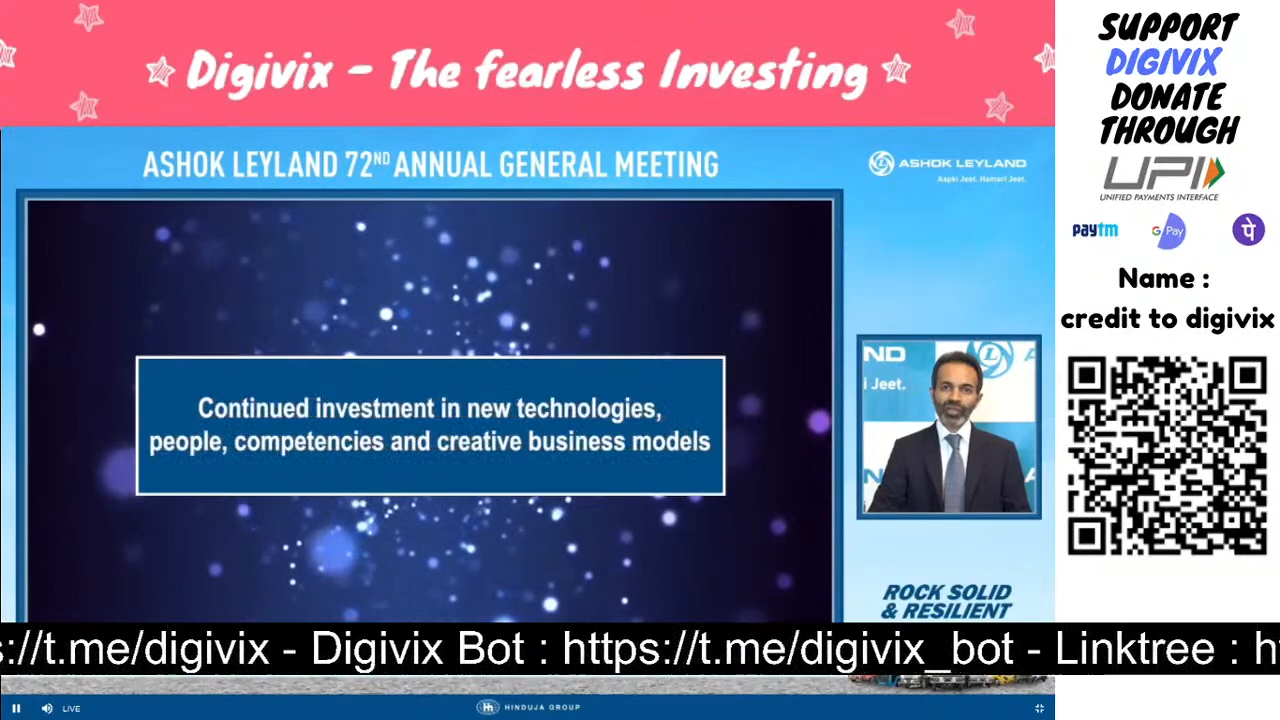 Digivix - The fearless Investing
ASHOK LEYLAND 72ND ANNUAL GENERAL MEETING
ASHOK LEYLAND
Aapki Jeet. Hamari Jeet.
Continued investment in new technologies,
people, competencies and creative business models
ND
i Jeet.
ROCK SOLID
& RESILIENT
s://t.me/digivix - Digivix Bot : https://t.me/digivix_bot - Linktree : h
LIVE
HINDUJA GROUP
SUPPORT
DIGIVIX
DONATE
THROUGH
UPI
UNIFIED PAYMENTS INTERFACE
paytm
G Pay
पे
Name :
credit to digivix